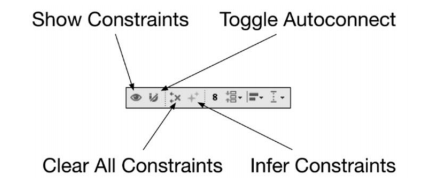 Show Constraints
Toggle Autoconnect
8
Clear All Constraints
Infer Constraints